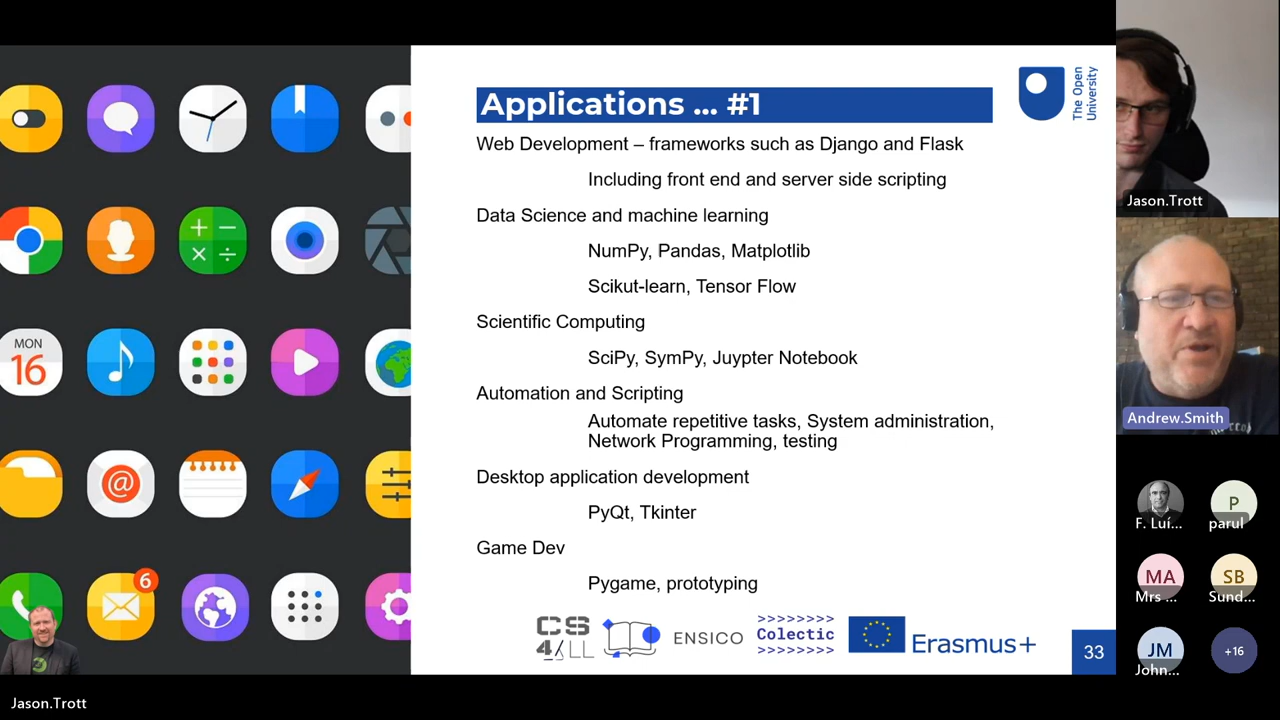 Applications ... #1
The Open
University
Web Development – frameworks such as Django and Flask
Including front end and server side scripting
Data Science and machine learning
NumPy, Pandas, Matplotlib
Scikut-learn, Tensor Flow
Scientific Computing
SciPy, SymPy, Juypter Notebook
Automation and Scripting
Automate repetitive tasks, System administration,
Network Programming, testing
Desktop application development
PyQt, Tkinter
Game Dev
Pygame, prototyping
CS
4ALL
ENSICO
>>>>>>>>
Colectic
>>>>>>>>
Erasmus+
33
MON
16
@
6
Jason.Trott
Jason.Trott
Andrew.Smith
F. Luí...
P
parul
MA
Mrs ...
SB
Sund...
JM
John...
+16